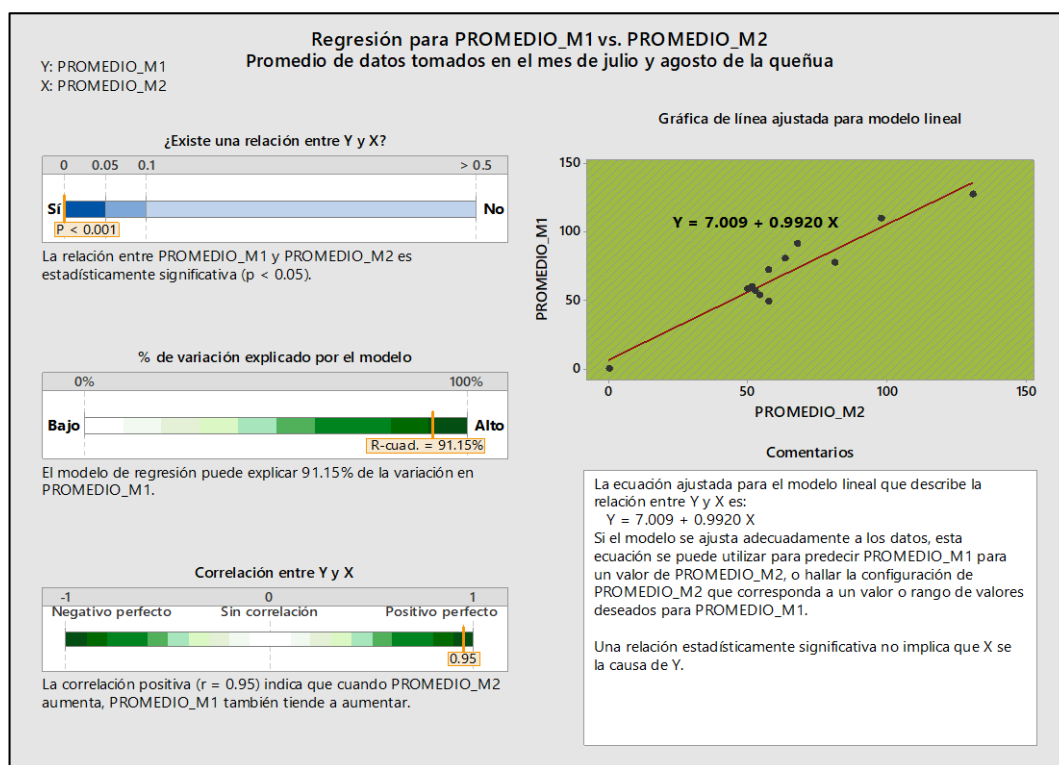 Regresión para PROMEDIO_M1 vs. PROMEDIO_M2
Promedio de datos tomados en el mes de julio y agosto de la queñua
Y: PROMEDIO_M1
X: PROMEDIO_M2
¿Existe una relación entre Y y X?
0 0.05 0.1 > 0.5
Sí No
P < 0.001
La relación entre PROMEDIO_M1 y PROMEDIO_M2 es
estadísticamente significativa (p < 0.05).
% de variación explicado por el modelo
0% 100%
Bajo Alto
R-cuad. = 91.15%
El modelo de regresión puede explicar 91.15% de la variación en
PROMEDIO_M1.
Correlación entre Y y X
-1 0 1
Negativo perfecto Sin correlación Positivo perfecto
0.95
La correlación positiva (r = 0.95) indica que cuando PROMEDIO_M2
aumenta, PROMEDIO_M1 también tiende a aumentar.
Gráfica de línea ajustada para modelo lineal
150
100
50
0
PROMEDIO_M1
Y = 7.009 + 0.9920 X
0 50 100 150
PROMEDIO_M2
Comentarios
La ecuación ajustada para el modelo lineal que describe la
relación entre Y y X es:
Y = 7.009 + 0.9920 X
Si el modelo se ajusta adecuadamente a los datos, esta
ecuación se puede utilizar para predecir PROMEDIO_M1 para
un valor de PROMEDIO_M2, o hallar la configuración de
PROMEDIO_M2 que corresponda a un valor o rango de valores
deseados para PROMEDIO_M1.
Una relación estadísticamente significativa no implica que X se
la causa de Y.